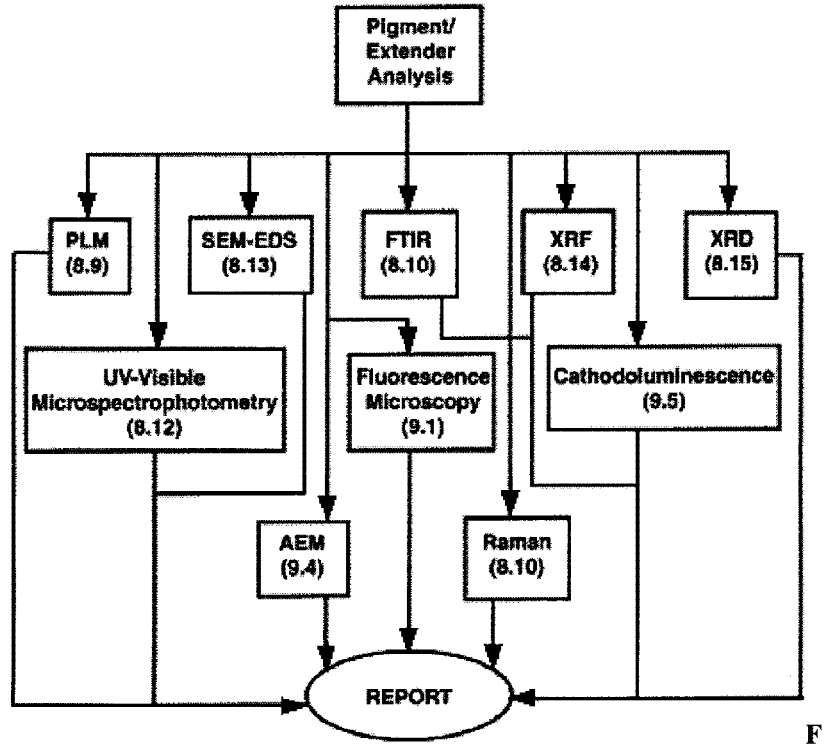 Pigment/
Extender
Analysis
PLM
(8.9)
SEM-EDS
(8.13)
FTIR
(8.10)
XRF
(8.14)
XRD
(8.15)
UV-Visible
Microspectrophotometry
(8.12)
Fluorescence
Microscopy
(9.1)
Cathodoluminescence
(9.5)
AEM
(9.4)
Raman
(8.10)
REPORT
F